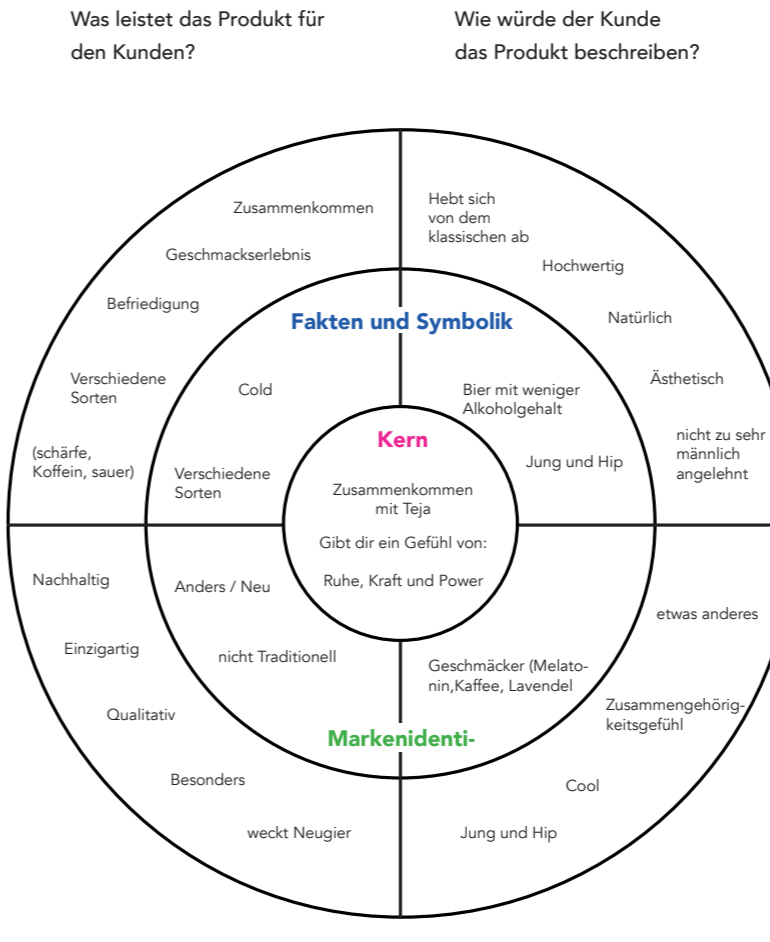 Was leistet das Produkt für
den Kunden?
Wie würde der Kunde
das Produkt beschreiben?
Zusammenkommen
Geschmackserlebnis
Befriedigung
Verschiedene
Sorten
(schärfe,
Koffein, sauer)
Hebt sich
von dem
klassischen ab
Hochwertig
Natürlich
Ästhetisch
nicht zu sehr
männlich
angelehnt
Fakten und Symbolik
Cold
Verschiedene
Sorten
Bier mit weniger
Alkoholgehalt
Jung und Hip
Kern
Zusammenkommen
mit Teja
Gibt dir ein Gefühl von:
Ruhe, Kraft und Power
Anders / Neu
nicht Traditionell
Geschmäcker (Melato-
nin,Kaffee, Lavendel
Markenidenti-
Nachhaltig
Einzigartig
Qualitativ
Besonders
weckt Neugier
etwas anderes
Zusammengehörig-
keitsgefühl
Cool
Jung und Hip